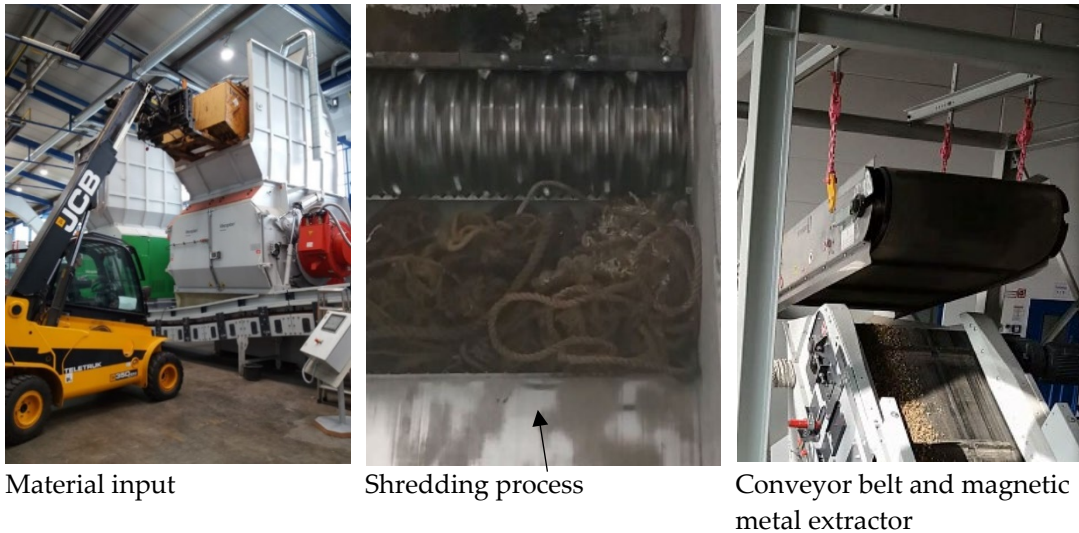 JCB
TELETRUK
Material input
Shredding process
Conveyor belt and magnetic
metal extractor